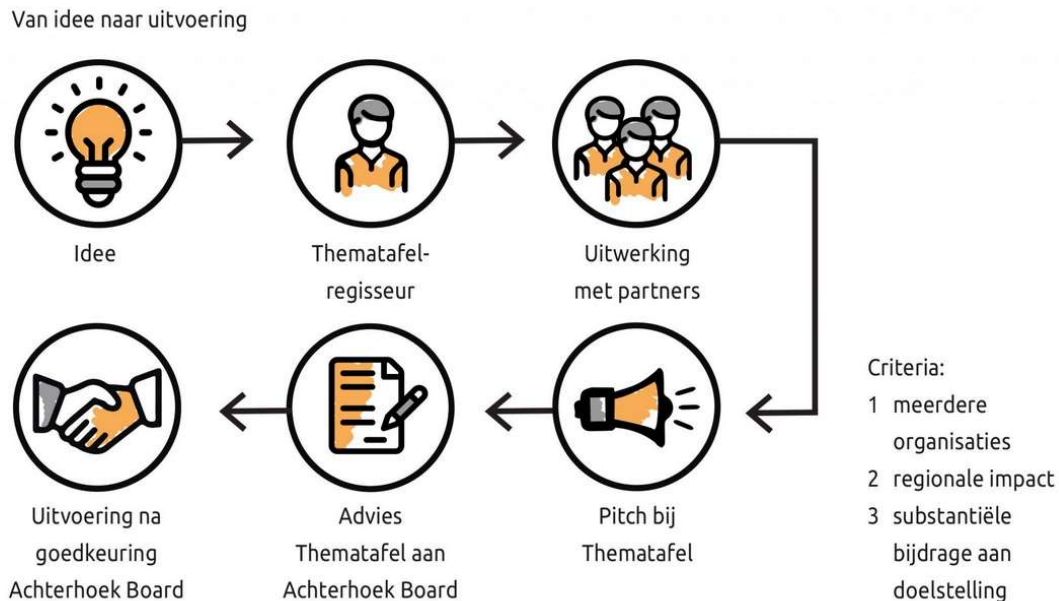 Van idee naar uitvoering
Idee
Thematafel-
regisseur
Uitwerking
met partners
Criteria:
1 meerdere
organisaties
2 regionale impact
3 substantiële
bijdrage aan
doelstelling
Uitvoering na
goedkeuring
Achterhoek Board
Advies
Thematafel aan
Achterhoek Board
Pitch bij
Thematafel